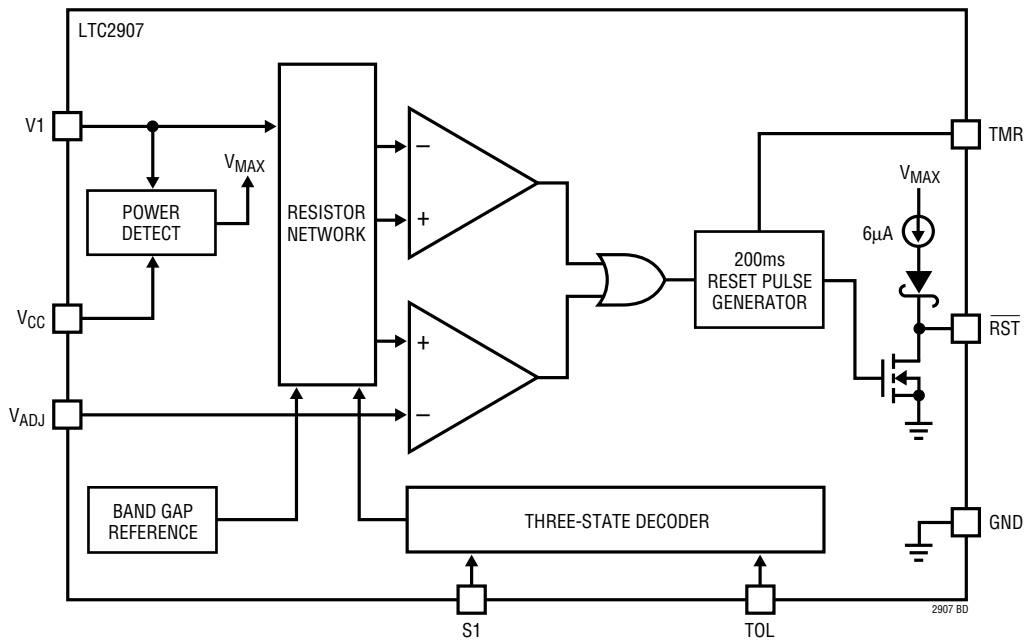 LTC2907
V1
TMR
VMAX
VMAX
POWER
DETECT
RESISTOR
NETWORK
−
+
6µA
200ms
RESET PULSE
GENERATOR
VCC
RST
+
−
VADJ
BAND GAP
REFERENCE
THREE-STATE DECODER
GND
S1
TOL
2907 BD